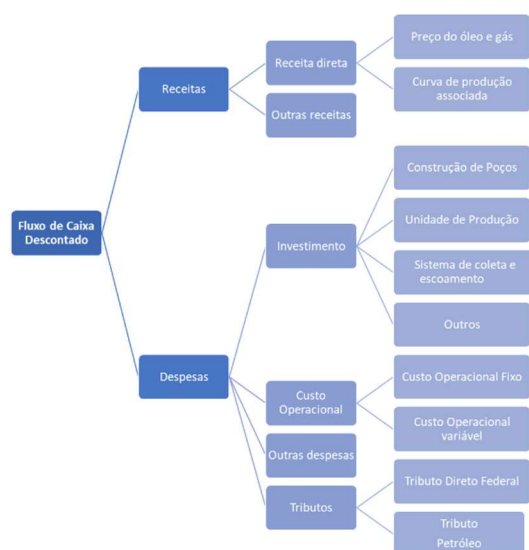 Fluxo de Caixa
Descontado
Receitas
Receita direta
Preço do óleo e gás
Curva de produção
associada
Outras receitas
Despesas
Investimento
Construção de Poços
Unidade de Produção
Sistema de coleta e
escoamento
Outros
Custo
Operacional
Custo Operacional Fixo
Custo Operacional
variável
Outras despesas
Tributos
Tributo Direto Federal
Tributo
Petróleo